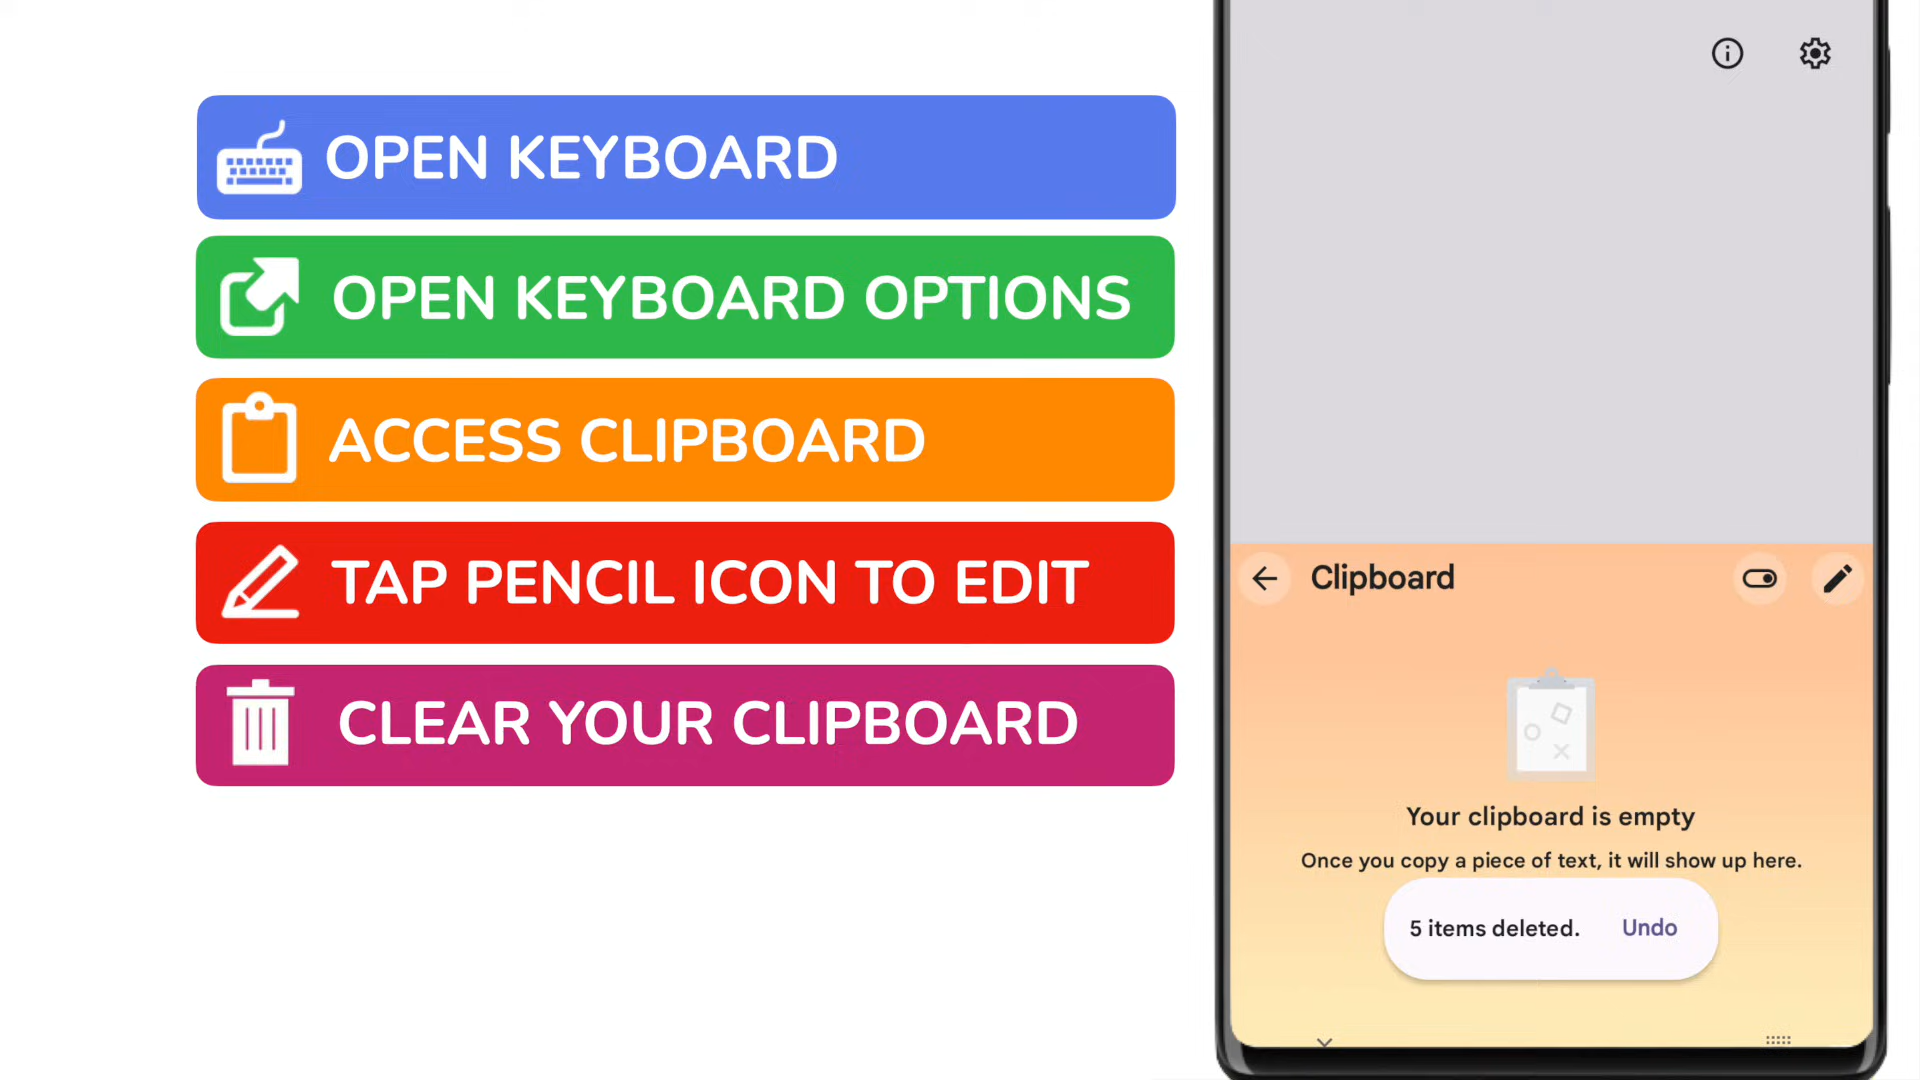 OPEN KEYBOARD
OPEN KEYBOARD OPTIONS
ACCESS CLIPBOARD
TAP PENCIL ICON TO EDIT
CLEAR YOUR CLIPBOARD
Clipboard
Your clipboard is empty
Once you copy a piece of text, it will show up here.
5 items deleted. Undo